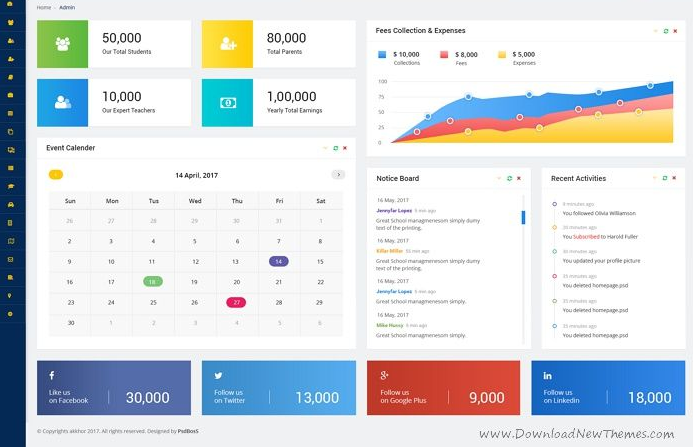 Home - Admin
50,000
Our Total Students
80,000
Total Parents
10,000
Our Expert Teachers
1,00,000
Yearly Total Earnings
Fees Collection & Expenses
$ 10,000
Collections
$ 8,000
Fees
$ 5,000
Expenses
100
75
50
25
0
Event Calender
14 April, 2017
Sun Mon Tus Wed Thu Fri Sat
26 27 28 29 30 31 1
2 3 4 5 6 7 8
9 10 11 12 13 14 15
16 17 18 19 20 21 22
23 24 25 26 27 28 29
30 1 2 3 4 5 6
Notice Board
16 May, 2017
Jennyfar Lopez 5 min ago
Great School managmenesom simply dumy
text of the printing.
16 May, 2017
Killar Miller 55 min ago
Great School managmenesom simply dumy
text of the printing.
16 May, 2017
Jennyfar Lopez 5 min ago
Great School managmenesom simply.
16 May, 2017
Mike Hussy 5 min ago
Great School managmenesom simply.
Recent Activities
minutes ago
You followed Olivia Williamson
minutes ago
You Subscribed to Harold Fuller
30 minutes ago
You updated your profile picture
minutes ago
You deleted homepage.psd
minutes ago
You deleted homepage.psd
minutes ago
You deleted homepage.psd
Like us
on Facebook
30,000
Follow us
on Twitter
13,000
Follow us
on Google Plus
9,000
Follow us
on Linkedin
18,000
© Copyrights akkhor 2017. All rights reserved. Designed by PsdBosS
www.DownloadNewThemes.com